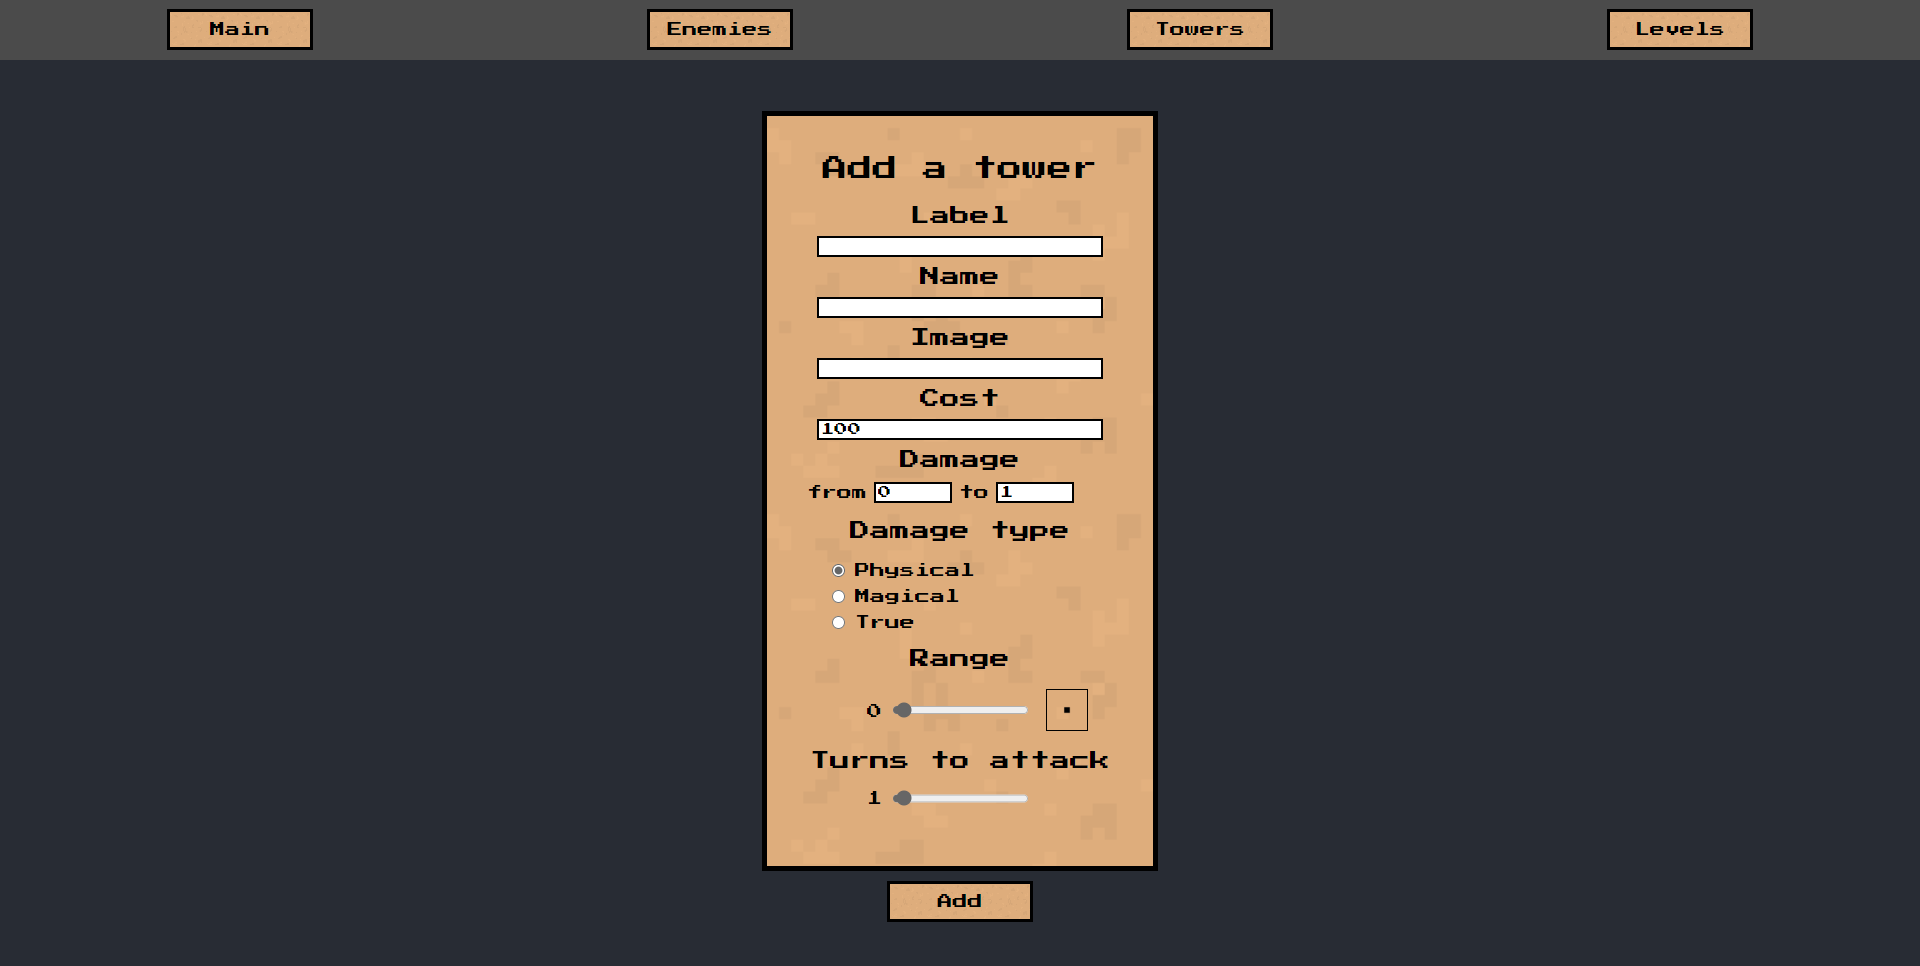 Main Enemies Towers Levels
Add a tower
Label
Name
Image
Cost
100
Damage
from 0 to 1
Damage type
Physical
Magical
True
Range
0
Turns to attack
1
Add